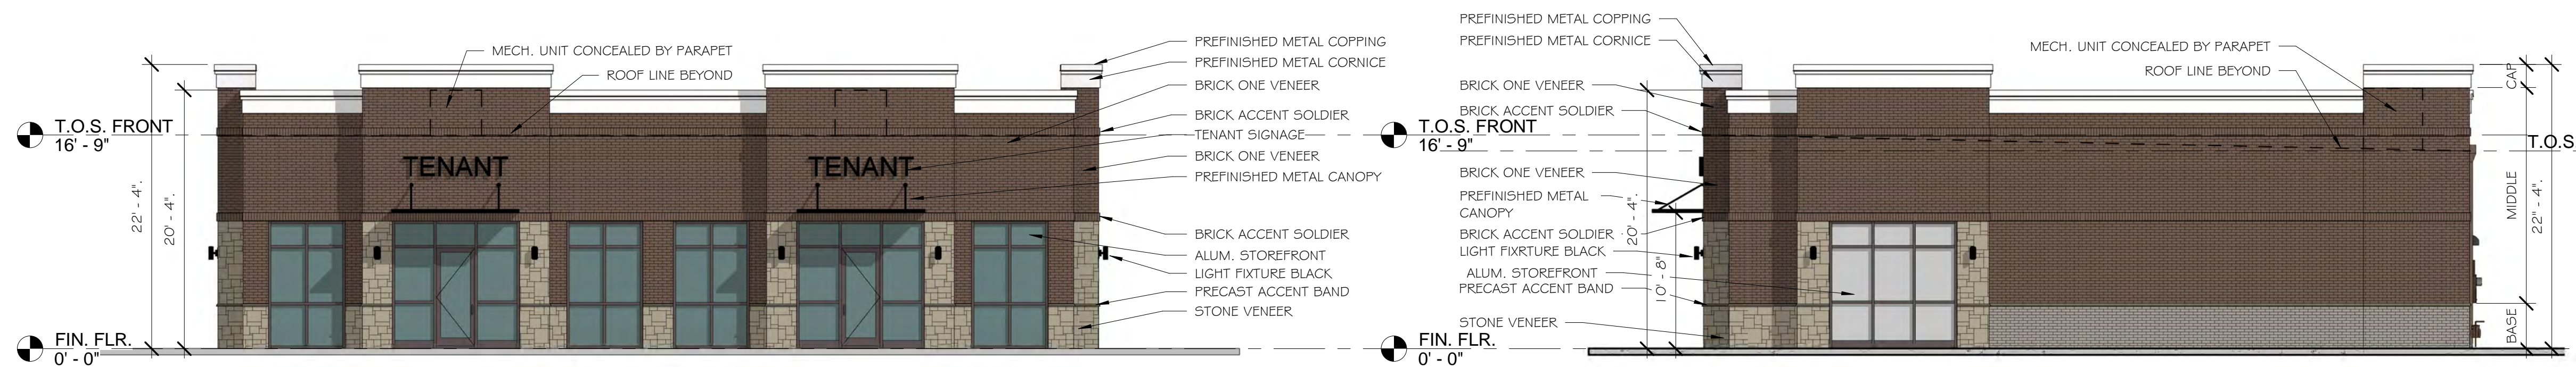 MECH. UNIT CONCEALED BY PARAPET
ROOF LINE BEYOND
T.O.S. FRONT
16' - 9"
22' - 4".
20' - 4".
TENANT
TENANT
FIN. FLR.
0' - 0"
PREFINISHED METAL COPPING
PREFINISHED METAL CORNICE
BRICK ONE VENEER
BRICK ACCENT SOLDIER
TENANT SIGNAGE
BRICK ONE VENEER
PREFINISHED METAL CANOPY
BRICK ACCENT SOLDIER
ALUM. STOREFRONT
LIGHT FIXTURE BLACK
PRECAST ACCENT BAND
STONE VENEER
PREFINISHED METAL COPPING
PREFINISHED METAL CORNICE
BRICK ONE VENEER
BRICK ACCENT SOLDIER
T.O.S. FRONT
16' - 9"
BRICK ONE VENEER
PREFINISHED METAL
CANOPY
BRICK ACCENT SOLDIER
LIGHT FIXRTURE BLACK
ALUM. STOREFRONT
PRECAST ACCENT BAND
STONE VENEER
FIN. FLR.
0' - 0"
20' - 4".
10' - 8"
MECH. UNIT CONCEALED BY PARAPET
ROOF LINE BEYOND
CAP
MIDDLE
BASE
22" - 4".
T.O.S